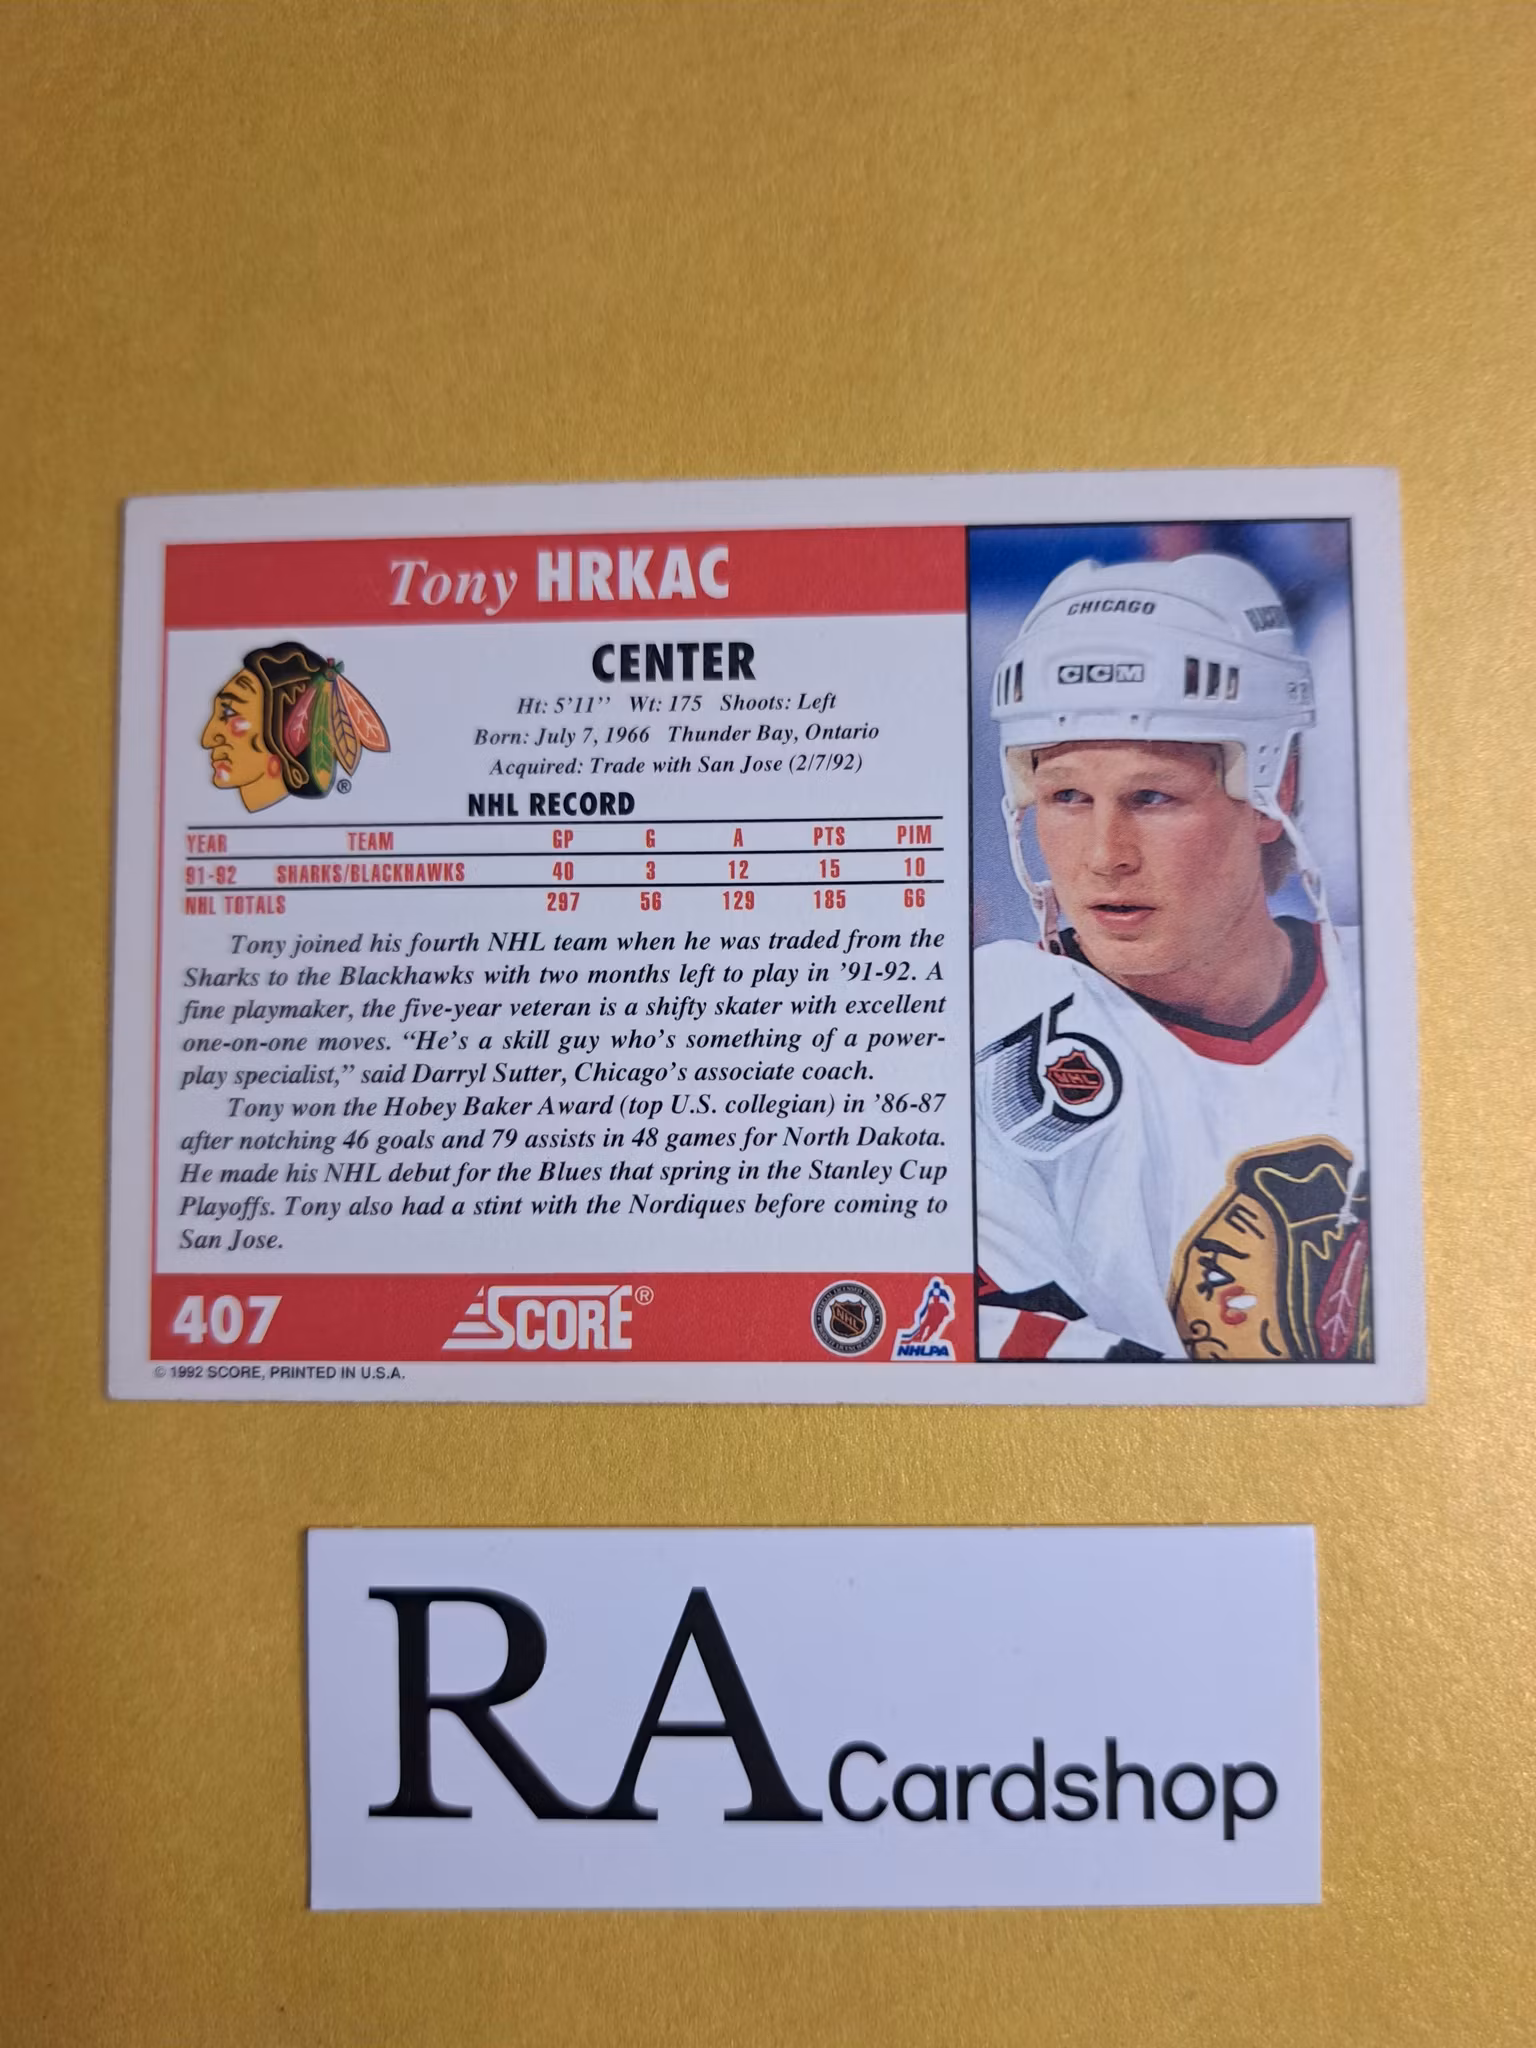 Tony HRKAC
CENTER
Ht: 5'11'' Wt: 175 Shoots: Left
Born: July 7, 1966 Thunder Bay, Ontario
Acquired: Trade with San Jose (2/7/92)
®
NHL RECORD
YEAR TEAM GP G A PTS PIM
91-92 SHARKS/BLACKHAWKS 40 3 12 15 10
NHL TOTALS 297 56 129 185 66
Tony joined his fourth NHL team when he was traded from the
Sharks to the Blackhawks with two months left to play in '91-92. A
fine playmaker, the five-year veteran is a shifty skater with excellent
one-on-one moves. “He's a skill guy who's something of a power-
play specialist,” said Darryl Sutter, Chicago's associate coach.
Tony won the Hobey Baker Award (top U.S. collegian) in '86-87
after notching 46 goals and 79 assists in 48 games for North Dakota.
He made his NHL debut for the Blues that spring in the Stanley Cup
Playoffs. Tony also had a stint with the Nordiques before coming to
San Jose.
407 SCORE® NHL NHLPA
© 1992 SCORE, PRINTED IN U.S.A.
CHICAGO
CCM
75
NHL
RA Cardshop